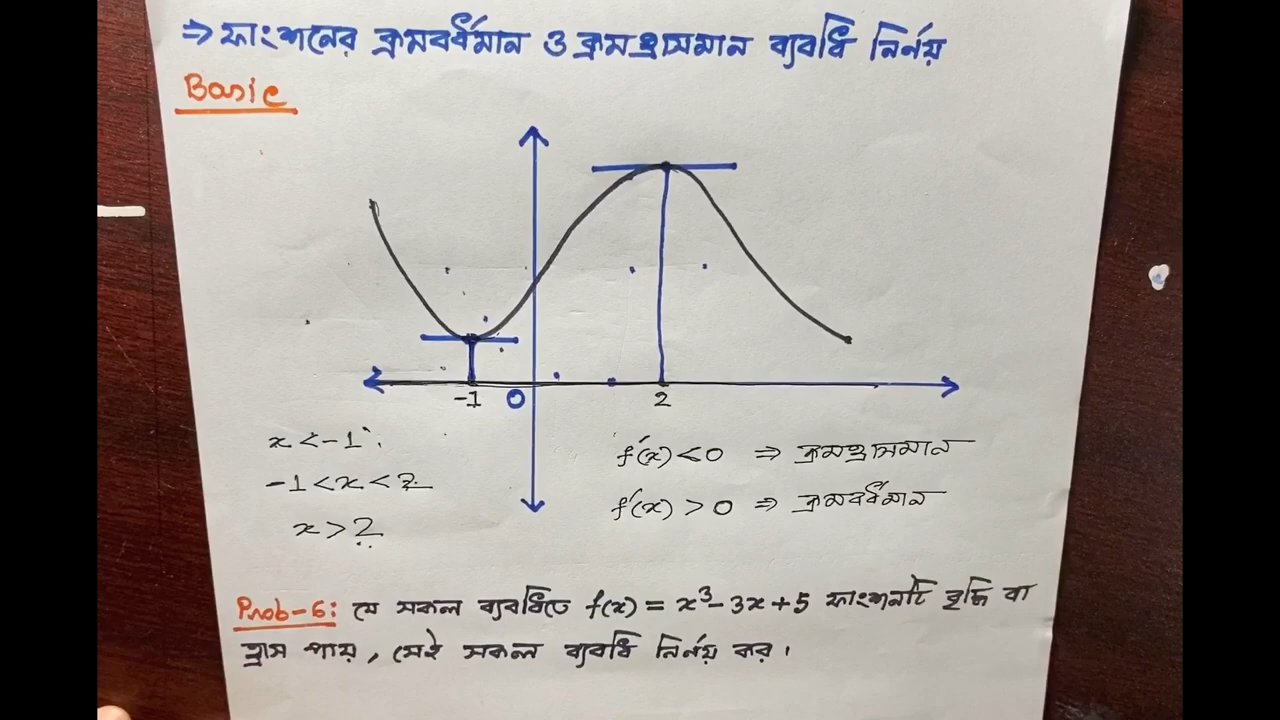 ⇒ ফাংশনের ক্রমবর্ধমান ও ক্রমহ্রাসমান ব্যবধি নির্ণয়
Basic
-1 0 2
x < -1
-1 < x < 2
x > 2
f′(x) < 0 ⇒ ক্রমহ্রাসমান
f′(x) > 0 ⇒ ক্রমবর্ধমান
Prob-6: যে সকল ব্যবধিতে f(x) = x³ - 3x + 5 ফাংশনটি বৃদ্ধি বা
হ্রাস পায়, সেই সকল ব্যবধি নির্ণয় কর।